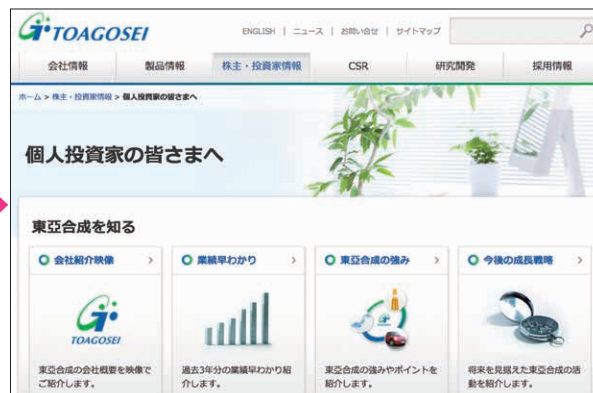 TOAGOSEI
ENGLISH | ニュース | お問い合せ | サイトマップ
会社情報 製品情報 株主・投資家情報 CSR 研究開発 採用情報
ホーム > 株主・投資家情報 > 個人投資家の皆さまへ
個人投資家の皆さまへ
東亞合成を知る
会社紹介映像 > 業績早わかり > 東亞合成の強み > 今後の成長戦略 >
TOAGOSEI
東亞合成の会社概要を映像で
ご紹介します。
過去3年分の業績早わかり紹
介します。
東亞合成の強みやポイントを
紹介します。
将来を見据えた東亞合成の活
動を紹介します。